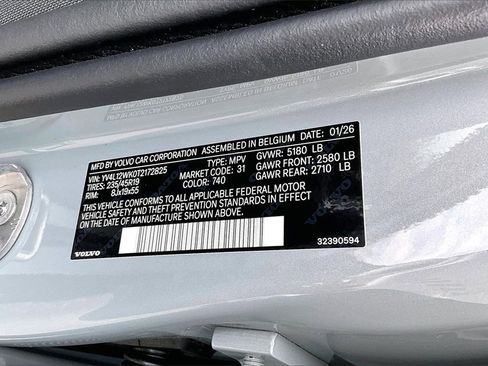 MFD BY VOLVO CAR CORPORATION ASSEMBLED IN BELGIUM DATE: 01/26
VIN: YV4L12WK0T2172825 TYPE: MPV GVWR: 5180 LB
TIRES: 235/45R19 MARKET CODE: 31 GAWR FRONT: 2580 LB
RIM: 8Jx19x55 COLOR: 740 GAWR REAR: 2710 LB
THIS VEHICLE CONFORMS TO ALL APPLICABLE FEDERAL MOTOR
VEHICLE SAFETY AND THEFT PREVENTION STANDARDS IN EFFECT
ON THE DATE OF MANUFACTURE SHOWN ABOVE.
VOLVO
32390594